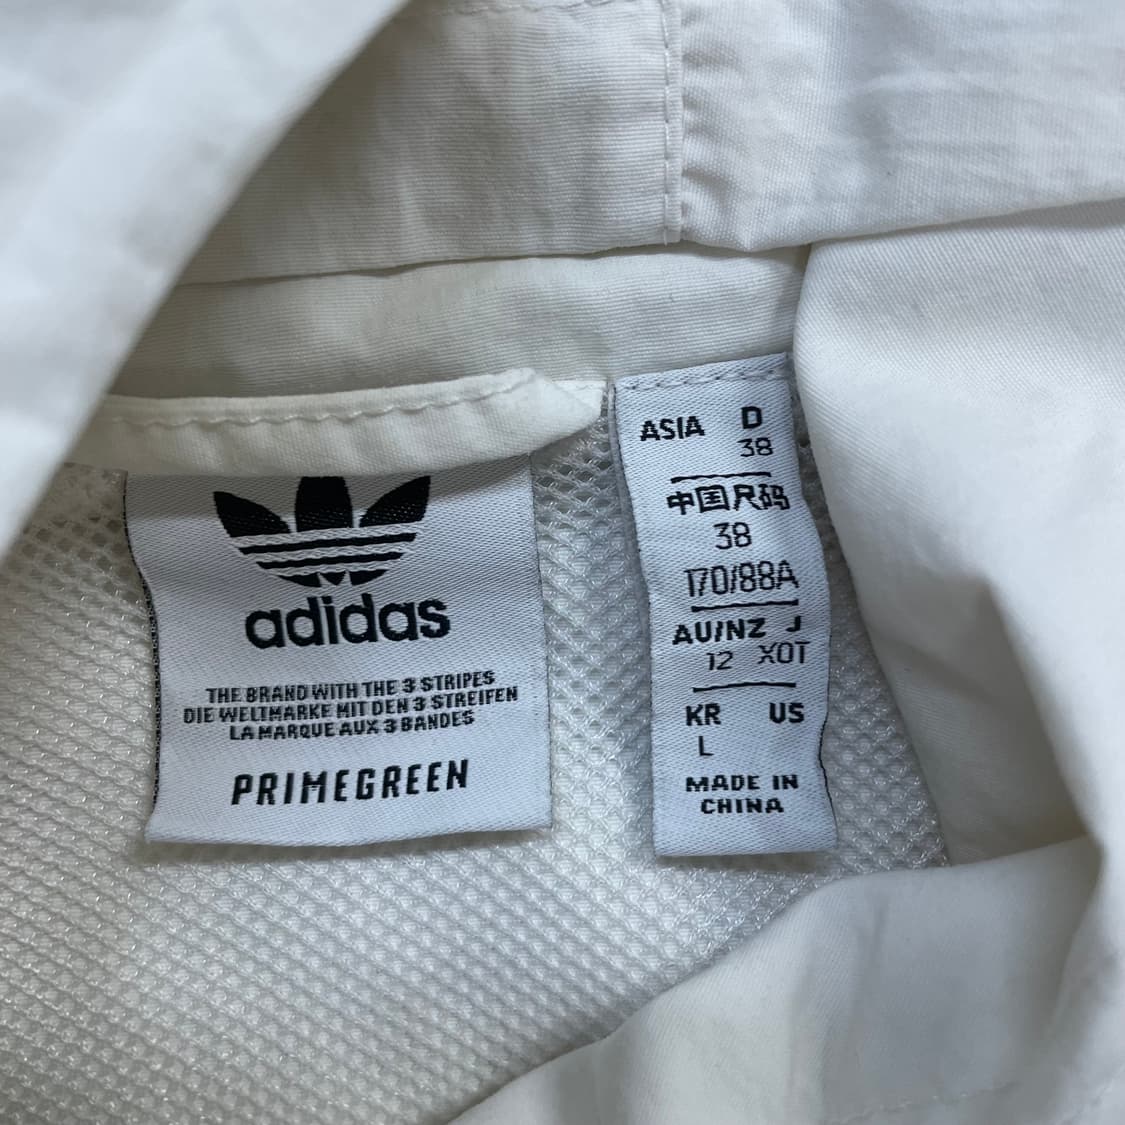 adidas
THE BRAND WITH THE 3 STRIPES
DIE WELTMARKE MIT DEN 3 STREIFEN
LA MARQUE AUX 3 BANDES
PRIMEGREEN
ASIA D
38
中国尺码
38
170/88A
AU/NZ J
12 XOT
KR US
L
MADE IN
CHINA